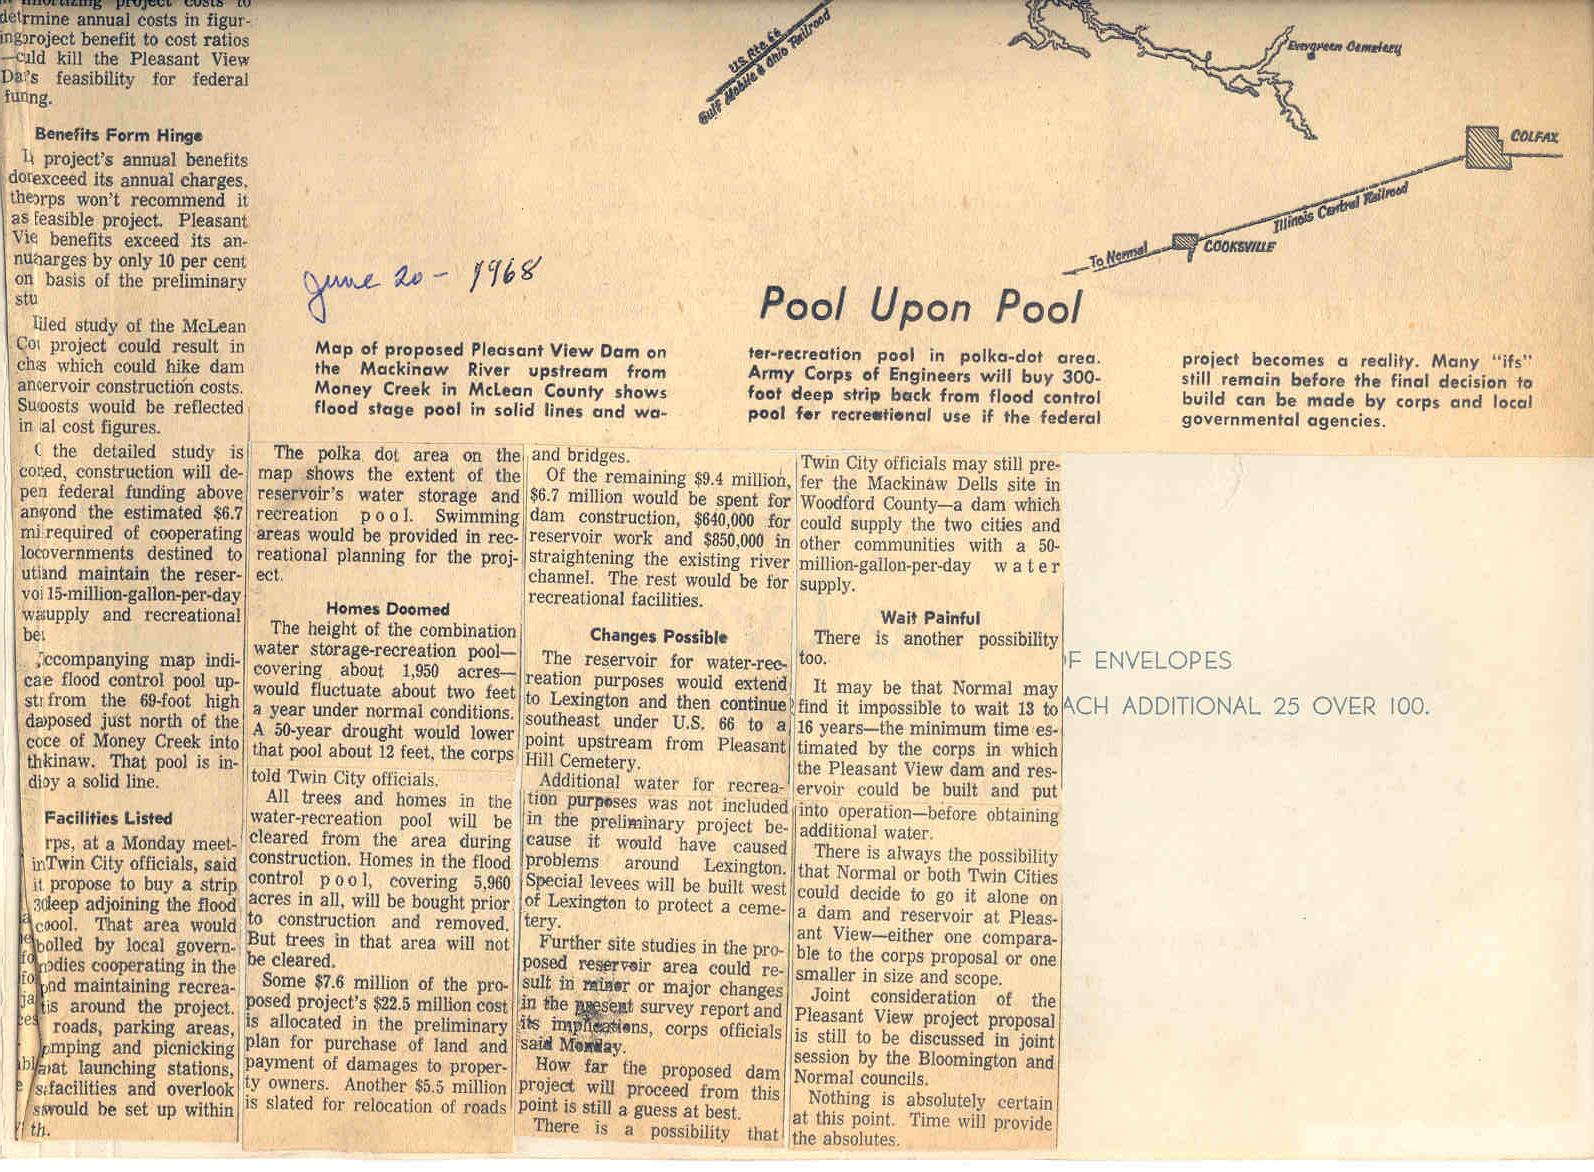 amortizing project costs to
determine annual costs in figur-
ing project benefit to cost ratios
—could kill the Pleasant View
Dam's feasibility for federal
funding.
Benefits Form Hinge
project's annual benefits
exceed its annual charges,
the corps won't recommend it
as feasible project. Pleasant
View benefits exceed its an-
nual charges by only 10 per cent
on basis of the preliminary
stu
study of the McLean
project could result in
which could hike dam
construction costs.
costs would be reflected
in cost figures.
the detailed study is
construction will de-
federal funding above
the estimated $6.7
required of cooperating
governments destined to
and maintain the reser-
15-million-gallon-per-day
supply and recreational
accompanying map indi-
flood control pool up-
from the 69-foot high
just north of the
of Money Creek into
That pool is in-
by a solid line.
Facilities Listed
at a Monday meet-
Twin City officials, said
it propose to buy a strip
deep adjoining the flood
That area would
by local govern-
cooperating in the
and maintaining recrea-
around the project.
roads, parking areas,
and picnicking
launching stations,
facilities and overlook
would be set up within
th.
U.S. Rte. 66
Gulf Mobile & Ohio Railroad
Evergreen Cemetery
COLFAX
Illinois Central Railroad
COOKSVILLE
To Normal
June 20 - 1968
Pool Upon Pool
Map of proposed Pleasant View Dam on
the Mackinaw River upstream from
Money Creek in McLean County shows
flood stage pool in solid lines and wa-
ter-recreation pool in polka-dot area.
Army Corps of Engineers will buy 300-
foot deep strip back from flood control
pool for recreational use if the federal
project becomes a reality. Many "ifs"
still remain before the final decision to
build can be made by corps and local
governmental agencies.
The polka dot area on the
map shows the extent of the
reservoir's water storage and
recreation pool. Swimming
areas would be provided in rec-
reational planning for the proj-
ect.
Homes Doomed
The height of the combination
water storage-recreation pool—
covering about 1,950 acres—
would fluctuate about two feet
a year under normal conditions.
A 50-year drought would lower
that pool about 12 feet, the corps
told Twin City officials.
All trees and homes in the
water-recreation pool will be
cleared from the area during
construction. Homes in the flood
control pool, covering 5,960
acres in all, will be bought prior
to construction and removed.
But trees in that area will not
be cleared.
Some $7.6 million of the pro-
posed project's $22.5 million cost
is allocated in the preliminary
plan for purchase of land and
payment of damages to proper-
ty owners. Another $5.5 million
is slated for relocation of roads
and bridges.
Of the remaining $9.4 million,
$6.7 million would be spent for
dam construction, $640,000 for
reservoir work and $850,000 in
straightening the existing river
channel. The rest would be for
recreational facilities.
Changes Possible
The reservoir for water-rec-
reation purposes would extend
to Lexington and then continue
southeast under U.S. 66 to a
point upstream from Pleasant
Hill Cemetery.
Additional water for recrea-
tion purposes was not included
in the preliminary project be-
cause it would have caused
problems around Lexington.
Special levees will be built west
of Lexington to protect a ceme-
tery.
Further site studies in the pro-
posed reservoir area could re-
sult in minor or major changes
in the present survey report and
its implications, corps officials
said Monday.
How far the proposed dam
project will proceed from this
point is still a guess at best.
There is a possibility that
Twin City officials may still pre-
fer the Mackinaw Dells site in
Woodford County—a dam which
could supply the two cities and
other communities with a 50-
million-gallon-per-day water
supply.
Wait Painful
There is another possibility
too.
It may be that Normal may
find it impossible to wait 13 to
16 years—the minimum time es-
timated by the corps in which
the Pleasant View dam and res-
ervoir could be built and put
into operation—before obtaining
additional water.
There is always the possibility
that Normal or both Twin Cities
could decide to go it alone on
a dam and reservoir at Pleas-
ant View—either one compara-
ble to the corps proposal or one
smaller in size and scope.
Joint consideration of the
Pleasant View project proposal
is still to be discussed in joint
session by the Bloomington and
Normal councils.
Nothing is absolutely certain
at this point. Time will provide
the absolutes.
OF ENVELOPES
EACH ADDITIONAL 25 OVER 100.